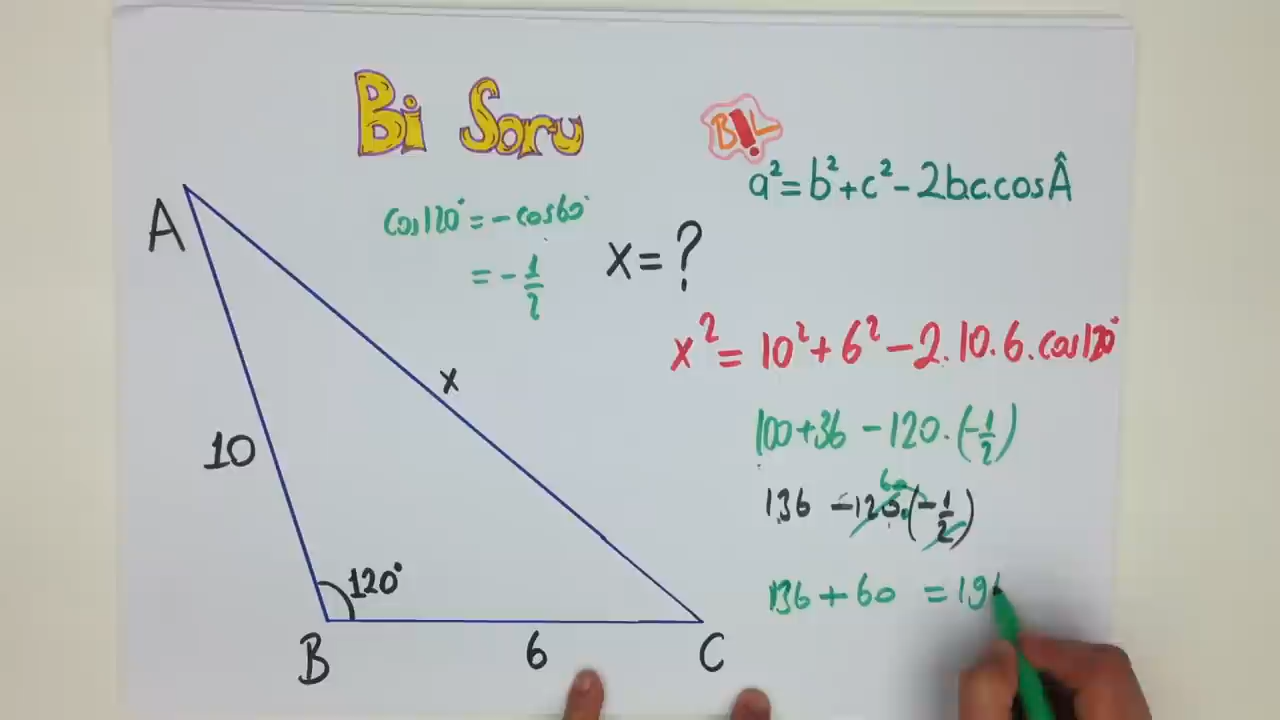 Bi Soru
BİL
a²=b²+c²-2bc.cosÂ
cos120°=-cos60°
=-1/2
x=?
A
x²=10²+6²-2.10.6.cos120°
x
100+36-120.(-1/2)
10
60
136-120.(-1/2)
120°
136+60=196
B
6
C